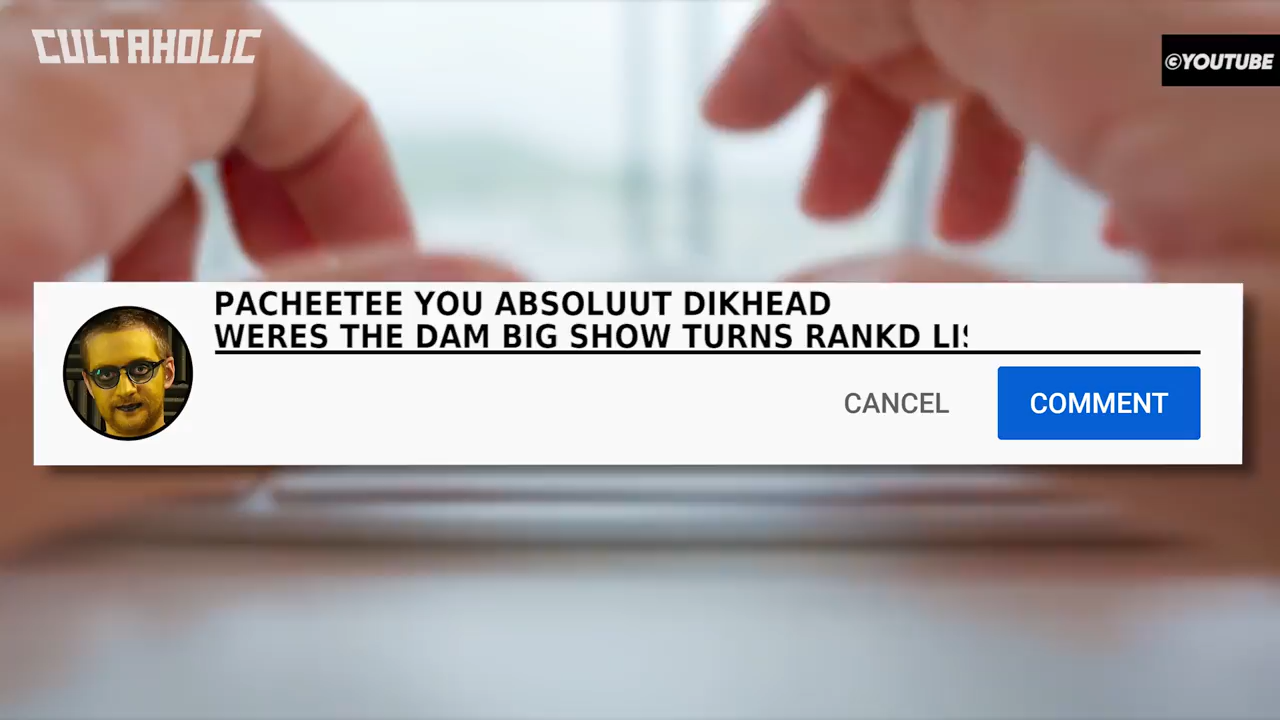 CULTAHOLIC
©YOUTUBE
PACHEETEE YOU ABSOLUUT DIKHEAD
WERES THE DAM BIG SHOW TURNS RANKD
CANCEL
COMMENT